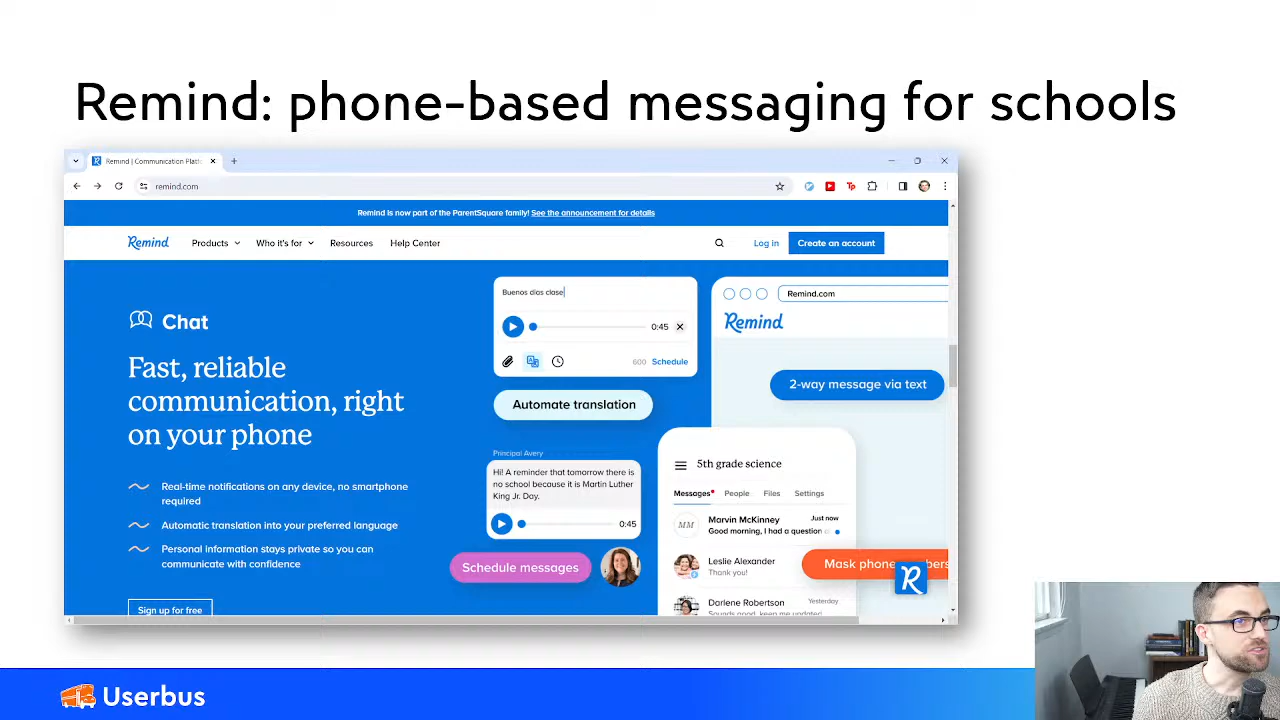 Remind: phone-based messaging for schools
Remind | Communication Platf
remind.com
Remind is now part of the ParentSquare family! See the announcement for details
Remind
Products
Who it's for
Resources
Help Center
Log in
Create an account
Chat
Fast, reliable
communication, right
on your phone
Real-time notifications on any device, no smartphone
required
Automatic translation into your preferred language
Personal information stays private so you can
communicate with confidence
Sign up for free
Buenos días clase
0:45
600 Schedule
Automate translation
Principal Avery
Hi! A reminder that tomorrow there is
no school because it is Martin Luther
King Jr. Day.
0:45
Schedule messages
Remind.com
Remind
2-way message via text
5th grade science
Messages People Files Settings
MM
Marvin McKinney Just now
Good morning, I had a question
Leslie Alexander
Thank you!
Mask phone
Darlene Robertson Yesterday
Sounds good, keep me updated
R
Userbus